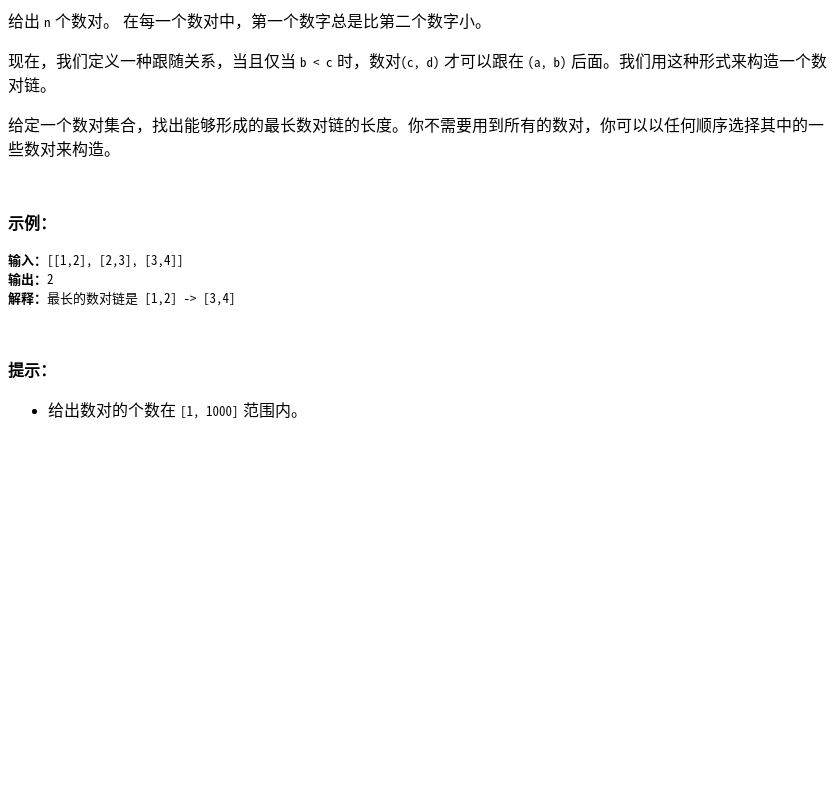 给出 n 个数对。 在每一个数对中，第一个数字总是比第二个数字小。
现在，我们定义一种跟随关系，当且仅当 b < c 时，数对(c, d) 才可以跟在 (a, b) 后面。我们用这种形式来构造一个数
对链。
给定一个数对集合，找出能够形成的最长数对链的长度。你不需要用到所有的数对，你可以以任何顺序选择其中的一
些数对来构造。
示例：
输入：[[1,2], [2,3], [3,4]]
输出：2
解释：最长的数对链是 [1,2] -> [3,4]
提示：
• 给出数对的个数在 [1, 1000] 范围内。